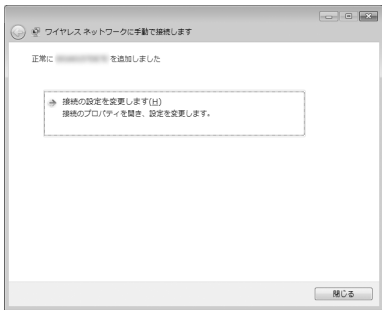 ワイヤレス ネットワークに手動で接続します
正常に を追加しました
接続の設定を変更します(H)
接続のプロパティを開き、設定を変更します。
閉じる